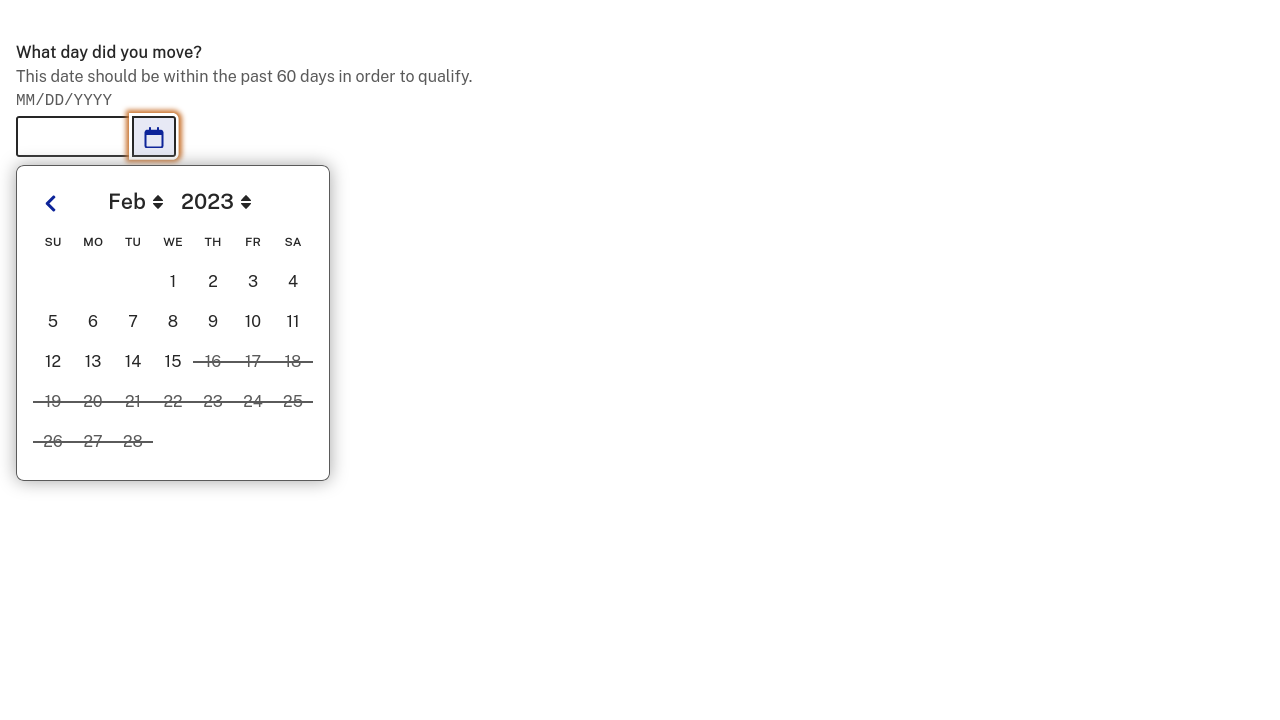 What day did you move?
This date should be within the past 60 days in order to qualify.
MM/DD/YYYY
Feb 2023
SU MO TU WE TH FR SA
1 2 3 4
5 6 7 8 9 10 11
12 13 14 15 16 17 18
19 20 21 22 23 24 25
26 27 28